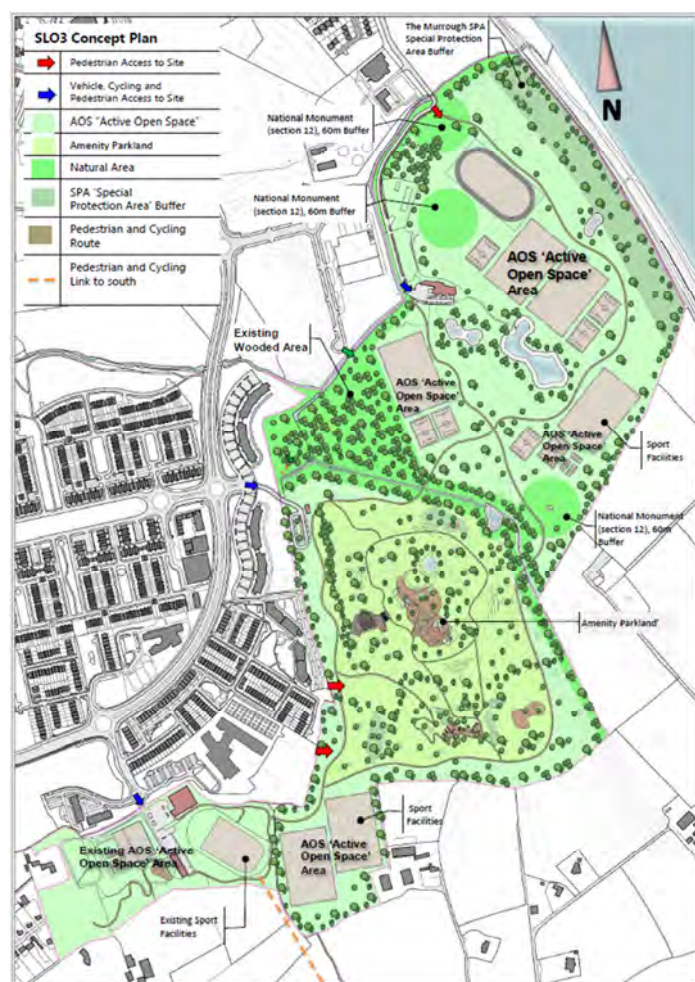 SLO3 Concept Plan
Pedestrian Access to Site
Vehicle, Cycling and
Pedestrian Access to Site
AOS "Active Open Space"
Amenity Parkland
Natural Area
SPA 'Special
Protection Area' Buffer
Pedestrian and Cycling
Route
Pedestrian and Cycling
Link to south
The Murrough SPA
Special Protection
Area Buffer
N
National Monument
(section 12), 60m Buffer
National Monument
(section 12), 60m Buffer
AOS 'Active
Open Space'
Area
Existing
Wooded Area
AOS 'Active
Open Space'
Area
AOS 'Active
Open Space'
Area
Sport
Facilities
National Monument
(section 12), 60m
Buffer
Amenity Parkland'
Sport
Facilities
AOS 'Active
Open Space'
Area
Existing AOS 'Active
Open Space' Area
Existing Sport
Facilities